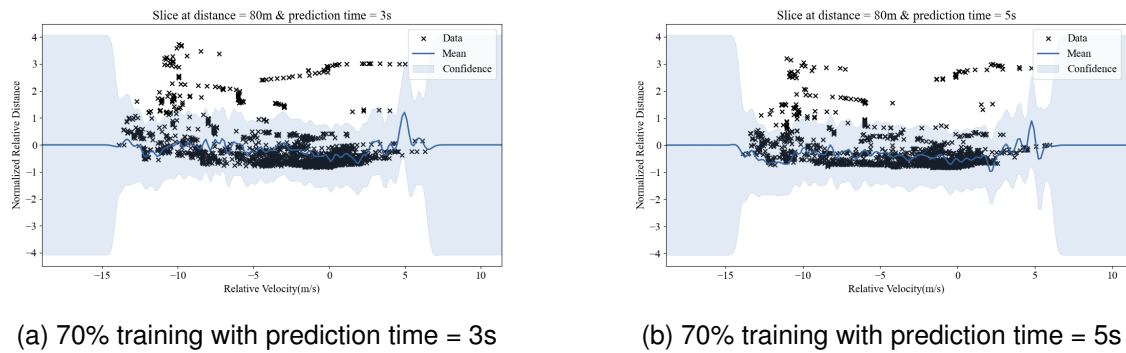 Slice at distance = 80m & prediction time = 3s
Normalized Relative Distance
4
3
2
1
0
−1
−2
−3
−4
× Data
Mean
Confidence
−15 −10 −5 0 5 10
Relative Velocity(m/s)
(a) 70% training with prediction time = 3s
Slice at distance = 80m & prediction time = 5s
Normalized Relative Distance
4
3
2
1
0
−1
−2
−3
−4
× Data
Mean
Confidence
−15 −10 −5 0 5 10
Relative Velocity(m/s)
(b) 70% training with prediction time = 5s